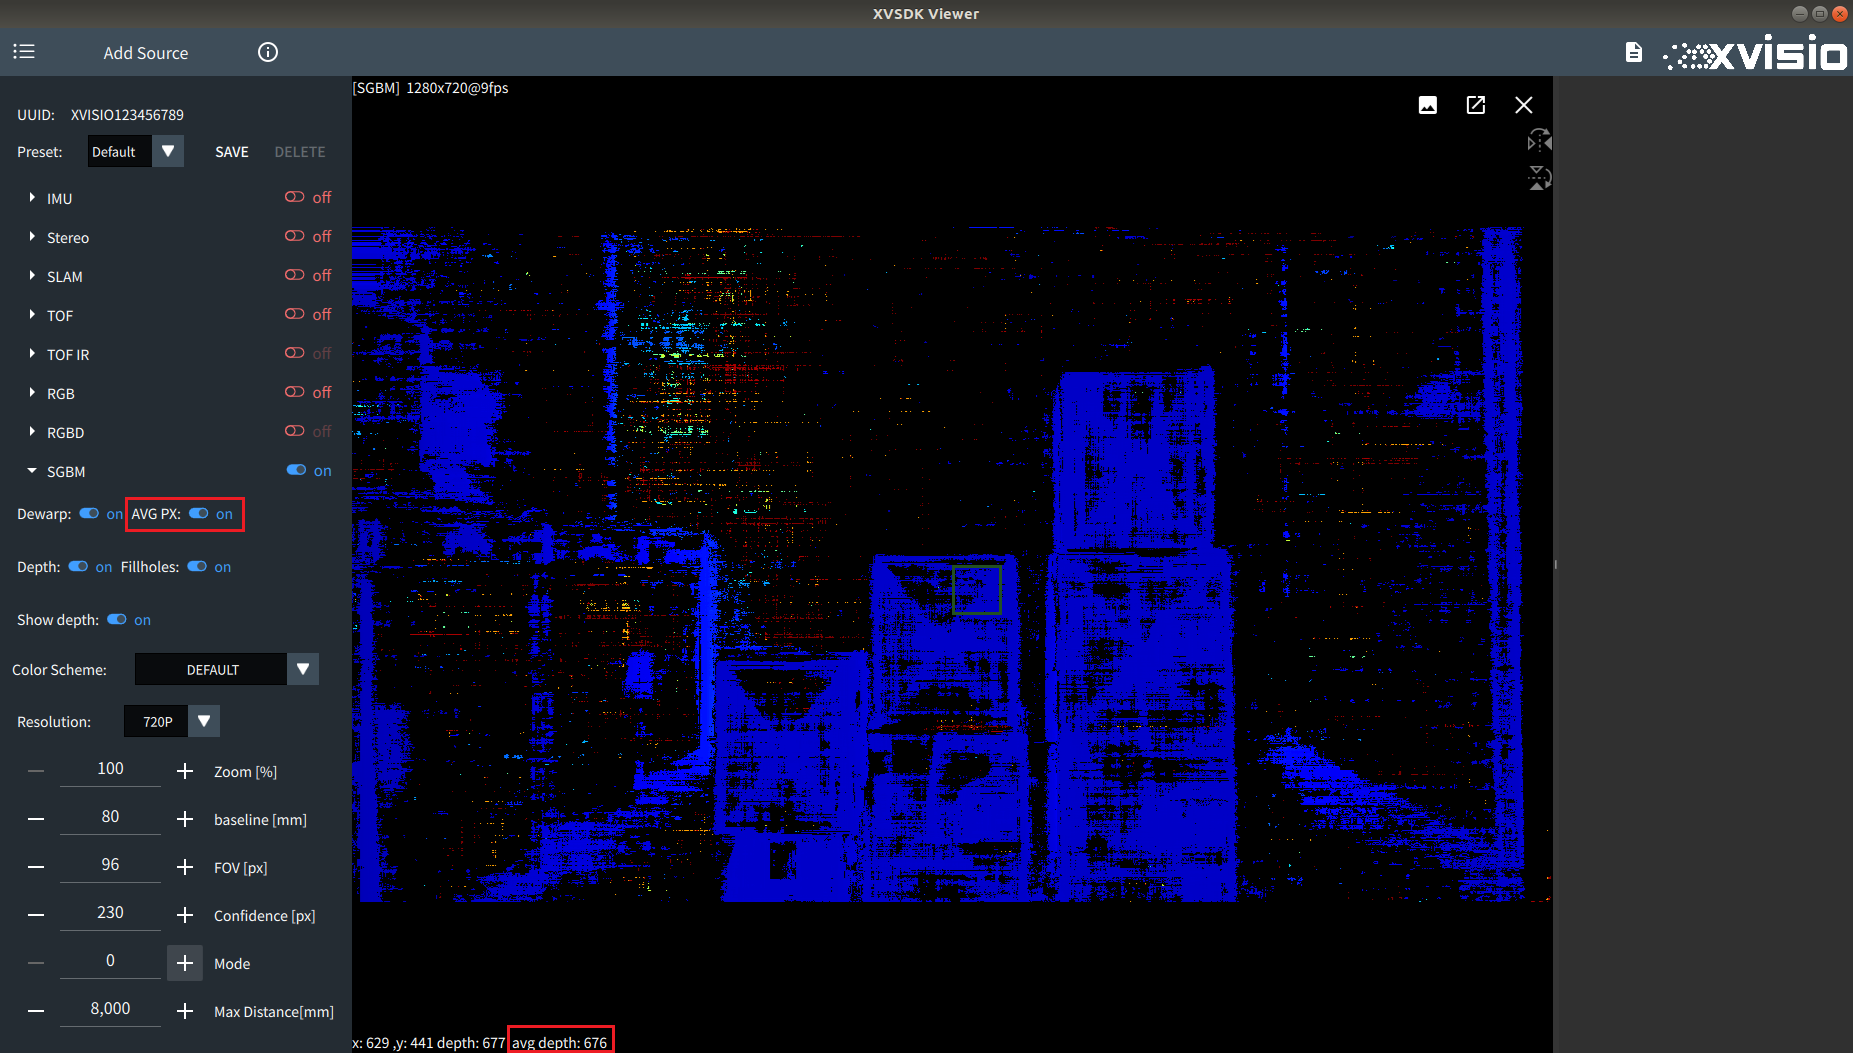 XVSDK Viewer
Add Source
xvisio
[SGBM] 1280x720@9fps
UUID: XVISIO123456789
Preset: Default SAVE DELETE
IMU off
Stereo off
SLAM off
TOF off
TOF IR off
RGB off
RGBD off
SGBM on
Dewarp: on AVG PX: on
Depth: on Fillholes: on
Show depth: on
Color Scheme: DEFAULT
Resolution: 720P
100 Zoom [%]
80 baseline [mm]
96 FOV [px]
230 Confidence [px]
0 Mode
8,000 Max Distance[mm]
x: 629 ,y: 441 depth: 677 avg depth: 676